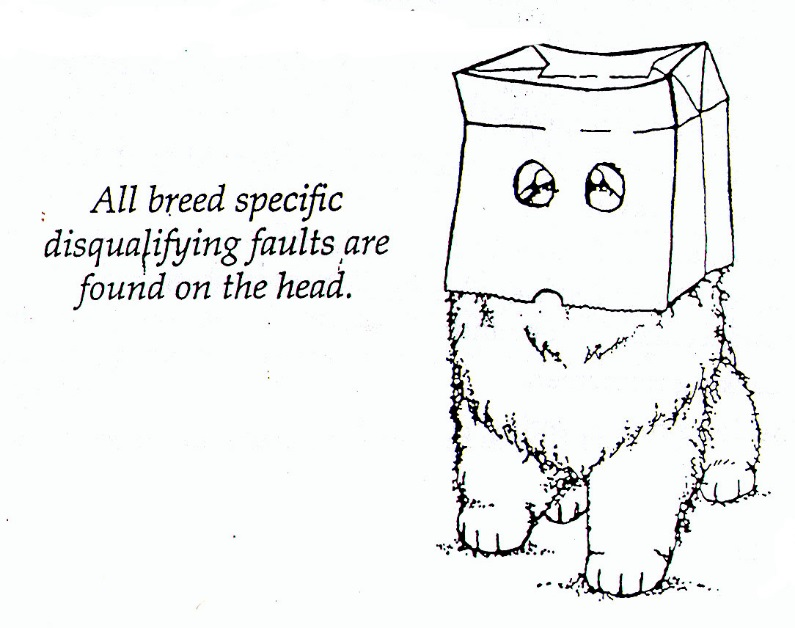 All breed specific
disqualifying faults are
found on the head.